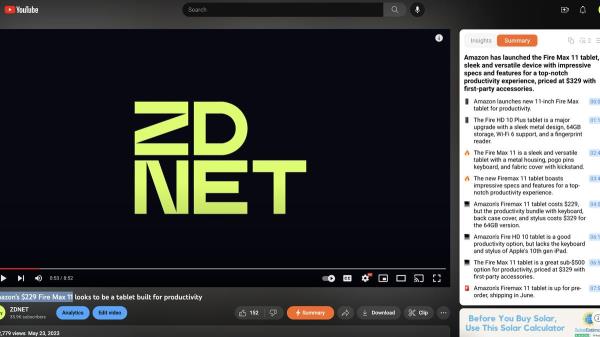 YouTube
Search
ZD
NET
0:53 / 8:52
Amazon's $229 Fire Max 11 looks to be a tablet built for productivity
ZDNET
35.9K subscribers
Analytics
Edit video
152
Summary
Download
Clip
2,779 views May 23, 2023
Insights
Summary
Amazon has launched the Fire Max 11 tablet,
sleek and versatile device with impressive
specs and features for a top-notch
productivity experience, priced at $329 with
first-party accessories.
Amazon launches new 11-inch Fire Max
tablet for productivity.
The Fire HD 10 Plus tablet is a major
upgrade with a sleek metal design, 64GB
storage, Wi-Fi 6 support, and a fingerprint
reader.
The Fire Max 11 is a sleek and versatile
tablet with a metal housing, pogo pins
keyboard, and fabric cover with kickstand.
The new Firemax 11 tablet boasts
impressive specs and features for a top-
notch productivity experience.
Amazon's Firemax 11 tablet costs $229,
but the productivity bundle with keyboard,
back case cover, and stylus costs $329 for
the 64GB version.
Amazon's Fire HD 10 tablet is a good
productivity option, but lacks the keyboard
and stylus of Apple's 10th gen iPad.
The Fire Max 11 tablet is a great sub-$500
option for productivity, priced at $329 with
first-party accessories.
Amazon's Firemax 11 tablet is up for pre-
order, shipping in June.
Before You Buy Solar,
Use This Solar Calculator